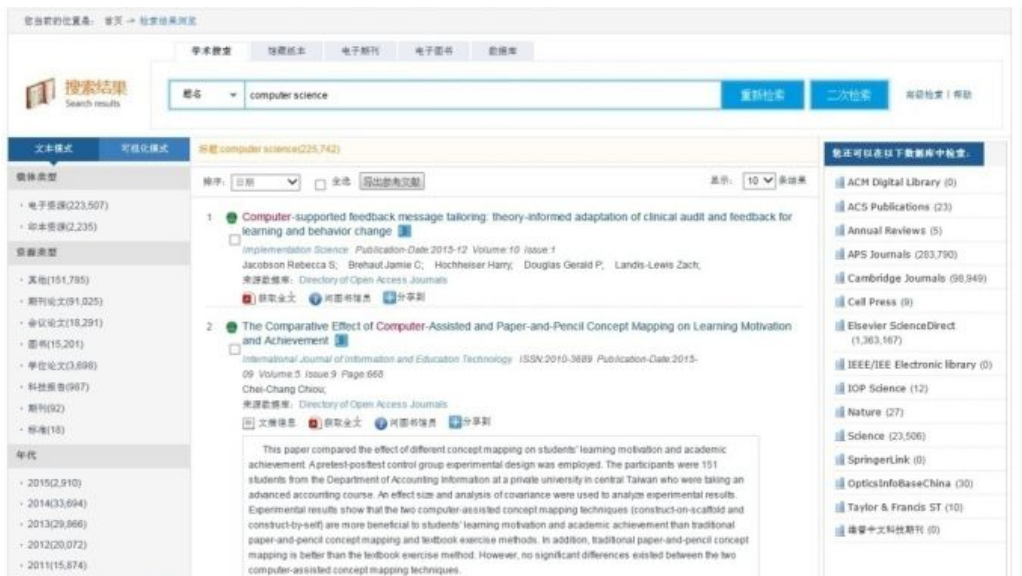 您当前的位置是： 首页 → 检索结果浏览
学术搜索 馆藏纸本 电子期刊 电子图书 数据库
搜索结果
Search results
题名 computer science 重新检索 二次检索 高级检索 | 帮助
文本模式 可视化模式
标题:computer science(225,742)
您还可以在以下数据库中检索：
载体类型
· 电子资源(223,507)
· 印本资源(2,235)
资源类型
· 其他(151,785)
· 期刊论文(91,025)
· 会议论文(18,291)
· 图书(15,201)
· 学位论文(3,698)
· 科技报告(987)
· 期刊(92)
· 标准(18)
年代
· 2015(2,910)
· 2014(33,694)
· 2013(29,866)
· 2012(20,072)
· 2011(15,874)
排序： 日期 全选 导出参考文献 显示： 10 条结果
1 Computer-supported feedback message tailoring: theory-informed adaptation of clinical audit and feedback for
learning and behavior change
Implementation Science Publication-Date:2015-12 Volume:10 Issue:1
Jacobson Rebecca S; Brehaut Jamie C; Hochheiser Harry; Douglas Gerald P; Landis-Lewis Zach;
来源数据库： Directory of Open Access Journals
获取全文 问图书馆员 分享到
2 The Comparative Effect of Computer-Assisted and Paper-and-Pencil Concept Mapping on Learning Motivation
and Achievement
International Journal of Information and Education Technology ISSN:2010-3689 Publication-Date:2015-
09 Volume:5 Issue:9 Page:668
Chei-Chang Chiou;
来源数据库： Directory of Open Access Journals
文摘信息 获取全文 问图书馆员 分享到
This paper compared the effect of different concept mapping on students' learning motivation and academic
achievement. A pretest-posttest control group experimental design was employed. The participants were 151
students from the Department of Accounting Information at a private university in central Taiwan who were taking an
advanced accounting course. An effect size and analysis of covariance were used to analyze experimental results.
Experimental results show that the two computer-assisted concept mapping techniques (construct-on-scaffold and
construct-by-self) are more beneficial to students' learning motivation and academic achievement than traditional
paper-and-pencil concept mapping and textbook exercise methods. In addition, traditional paper-and-pencil concept
mapping is better than the textbook exercise method. However, no significant differences existed between the two
computer-assisted concept mapping techniques.
ACM Digital Library (0)
ACS Publications (23)
Annual Reviews (5)
APS Journals (283,790)
Cambridge Journals (98,949)
Cell Press (9)
Elsevier ScienceDirect
(1,363,167)
IEEE/IEE Electronic library (0)
IOP Science (12)
Nature (27)
Science (23,506)
SpringerLink (0)
OpticsInfoBaseChina (30)
Taylor & Francis ST (10)
维普中文科技期刊 (0)